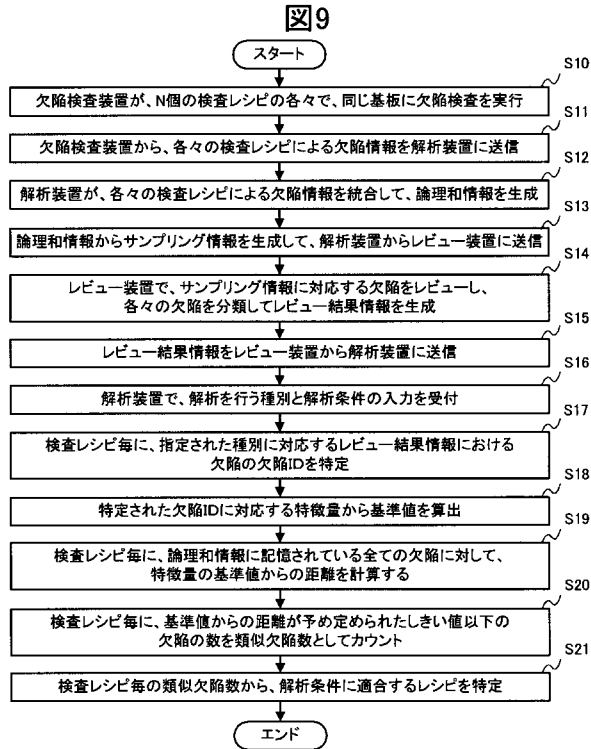 図9
スタート
S10
欠陥検査装置が、N個の検査レシピの各々で、同じ基板に欠陥検査を実行
S11
欠陥検査装置から、各々の検査レシピによる欠陥情報を解析装置に送信
S12
解析装置が、各々の検査レシピによる欠陥情報を統合して、論理和情報を生成
S13
論理和情報からサンプリング情報を生成して、解析装置からレビュー装置に送信
S14
レビュー装置で、サンプリング情報に対応する欠陥をレビューし、
各々の欠陥を分類してレビュー結果情報を生成
S15
レビュー結果情報をレビュー装置から解析装置に送信
S16
解析装置で、解析を行う種別と解析条件の入力を受付
S17
検査レシピ毎に、指定された種別に対応するレビュー結果情報における
欠陥の欠陥IDを特定
S18
特定された欠陥IDに対応する特徴量から基準値を算出
S19
検査レシピ毎に、論理和情報に記憶されている全ての欠陥に対して、
特徴量の基準値からの距離を計算する
S20
検査レシピ毎に、基準値からの距離が予め定められたしきい値以下の
欠陥の数を類似欠陥数としてカウント
S21
検査レシピ毎の類似欠陥数から、解析条件に適合するレシピを特定
エンド